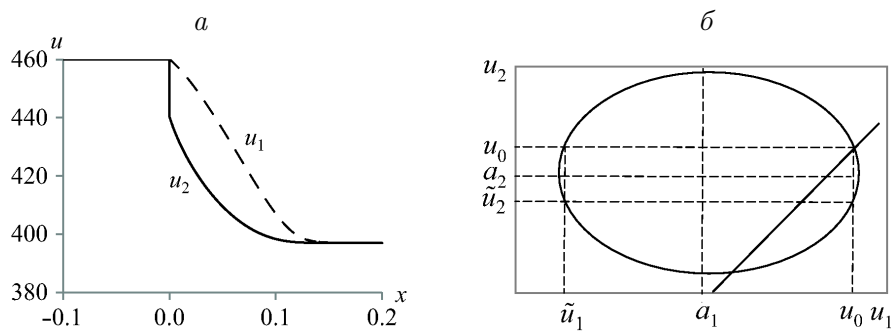 а
б
u
460
440
420
400
380
u₁
u₂
-0.1
0.0
0.1
0.2
x
u₂
u₀
a₂
ũ₂
ũ₁
a₁
u₀ u₁